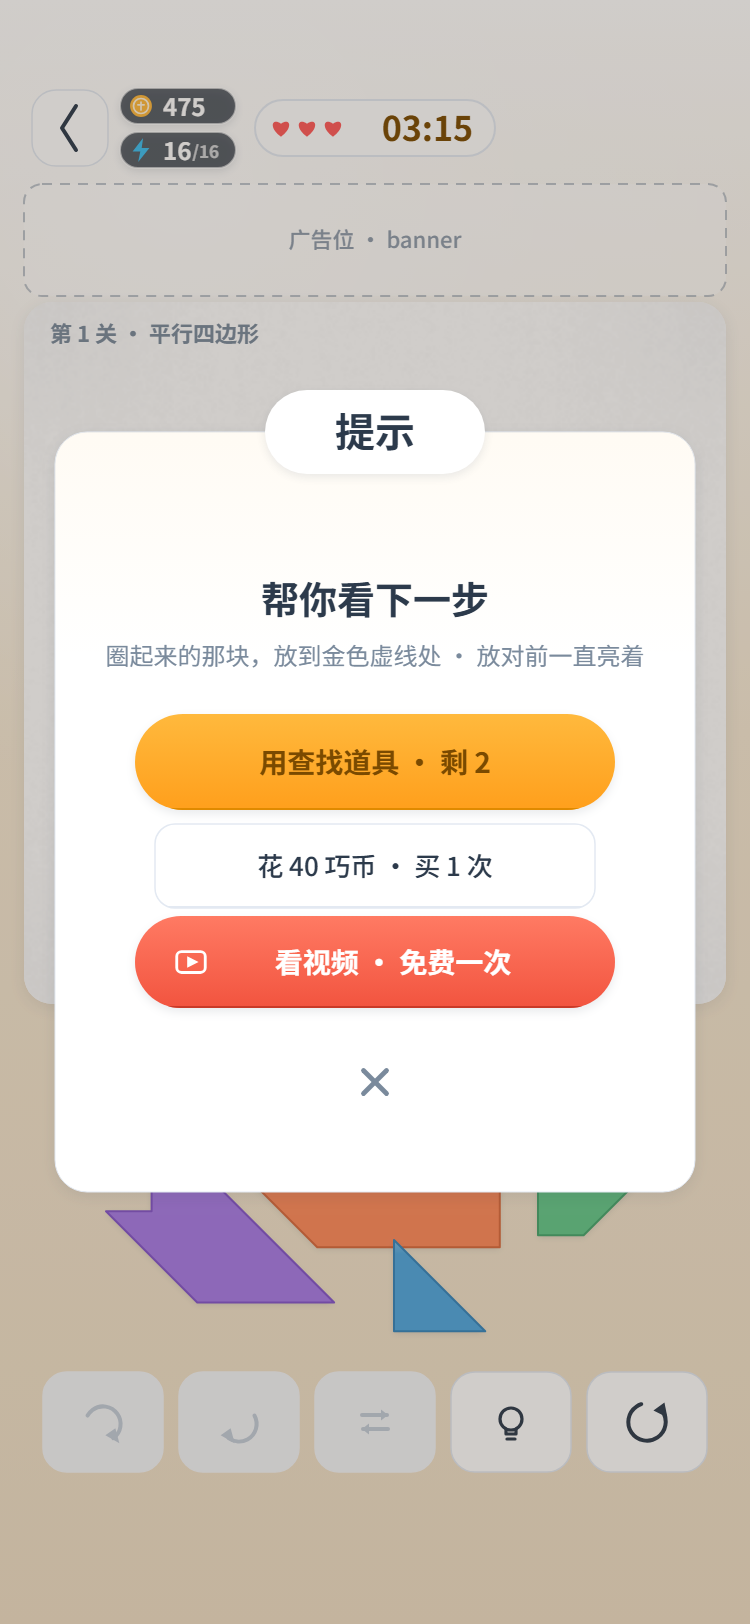 475
16/16
03:15
广告位 · banner
第 1 关 · 平行四边形
提示
帮你看下一步
圈起来的那块，放到金色虚线处 · 放对前一直亮着
用查找道具 · 剩 2
花 40 巧币 · 买 1 次
看视频 · 免费一次